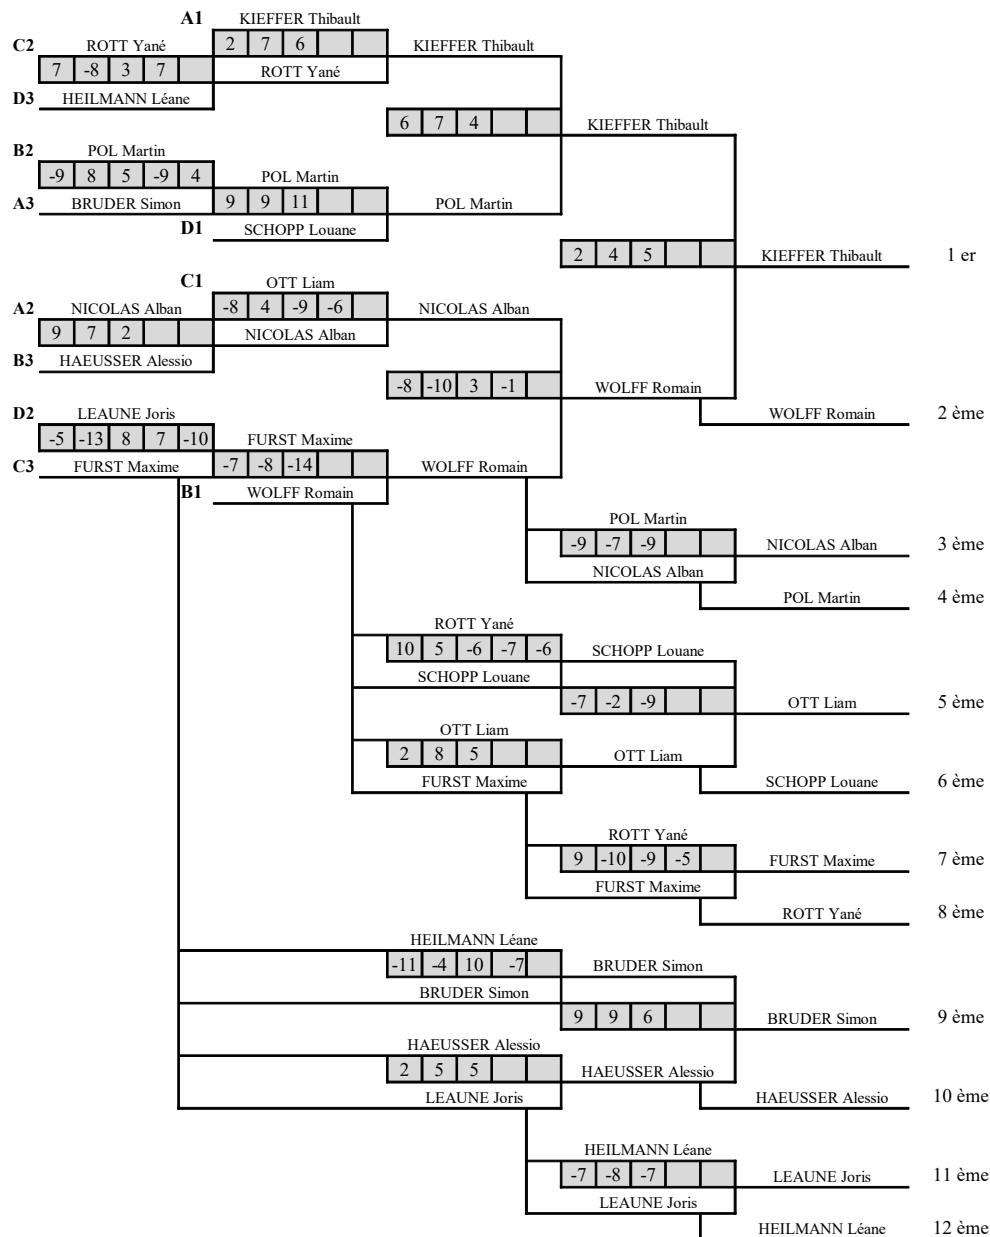 A1 KIEFFER Thibault
C2 ROTT Yané 2 7 6 KIEFFER Thibault
7 -8 3 7 ROTT Yané
D3 HEILMANN Léane
6 7 4 KIEFFER Thibault
B2 POL Martin
-9 8 5 -9 4 POL Martin
A3 BRUDER Simon 9 9 11 POL Martin
D1 SCHOPP Louane
2 4 5 KIEFFER Thibault 1 er
C1 OTT Liam
A2 NICOLAS Alban -8 4 -9 -6 NICOLAS Alban
9 7 2 NICOLAS Alban
B3 HAEUSSER Alessio
-8 -10 3 -1 WOLFF Romain
D2 LEAUNE Joris WOLFF Romain 2 ème
-5 -13 8 7 -10 FURST Maxime
C3 FURST Maxime -7 -8 -14 WOLFF Romain
B1 WOLFF Romain
POL Martin
-9 -7 -9 NICOLAS Alban 3 ème
NICOLAS Alban
POL Martin 4 ème
ROTT Yané
10 5 -6 -7 -6 SCHOPP Louane
SCHOPP Louane
-7 -2 -9 OTT Liam 5 ème
OTT Liam
2 8 5 OTT Liam
FURST Maxime SCHOPP Louane 6 ème
ROTT Yané
9 -10 -9 -5 FURST Maxime 7 ème
FURST Maxime
ROTT Yané 8 ème
HEILMANN Léane
-11 -4 10 -7 BRUDER Simon
BRUDER Simon
9 9 6 BRUDER Simon 9 ème
HAEUSSER Alessio
2 5 5 HAEUSSER Alessio
LEAUNE Joris HAEUSSER Alessio 10 ème
HEILMANN Léane
-7 -8 -7 LEAUNE Joris 11 ème
LEAUNE Joris
HEILMANN Léane 12 ème